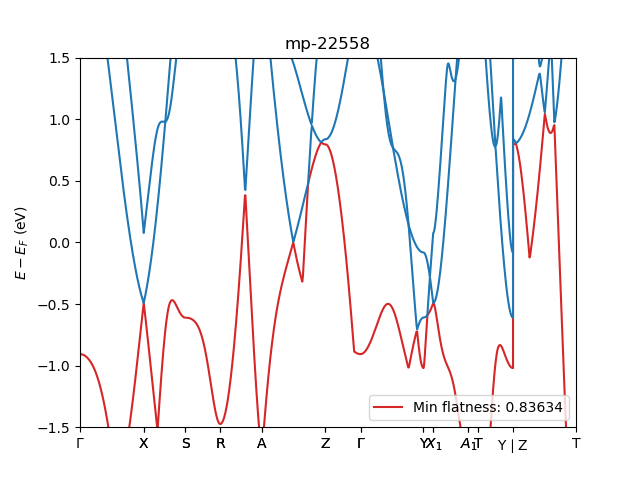 mp-22558
E − E_F (eV)
1.5
1.0
0.5
0.0
−0.5
−1.0
−1.5
Min flatness: 0.83634
Γ X S R A Z Γ Y X₁ A₁ T Y | Z T